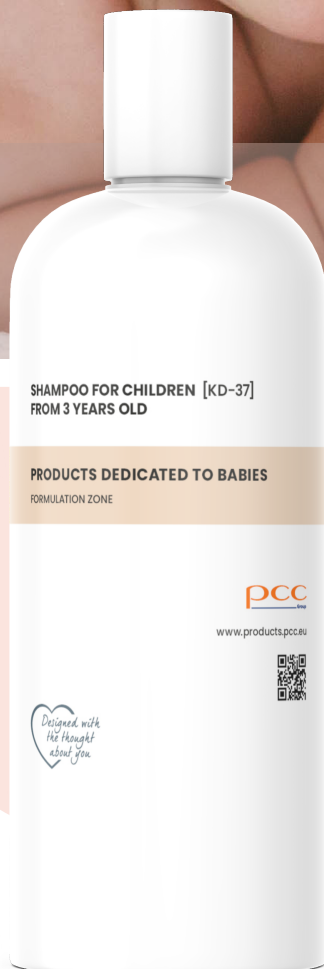 SHAMPOO FOR CHILDREN [KD-37]
FROM 3 YEARS OLD
PRODUCTS DEDICATED TO BABIES
FORMULATION ZONE
pcc
Group
www.products.pcc.eu
Designed with
the thought
about you